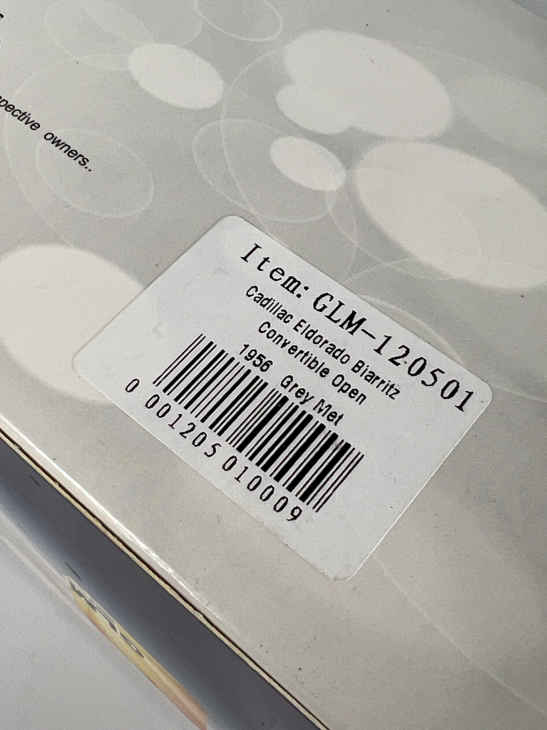 spective owners..
Item: GLM-120501
Cadillac Eldorado Biarritz
Convertible Open
1956 Grey Met
0 001205 010009